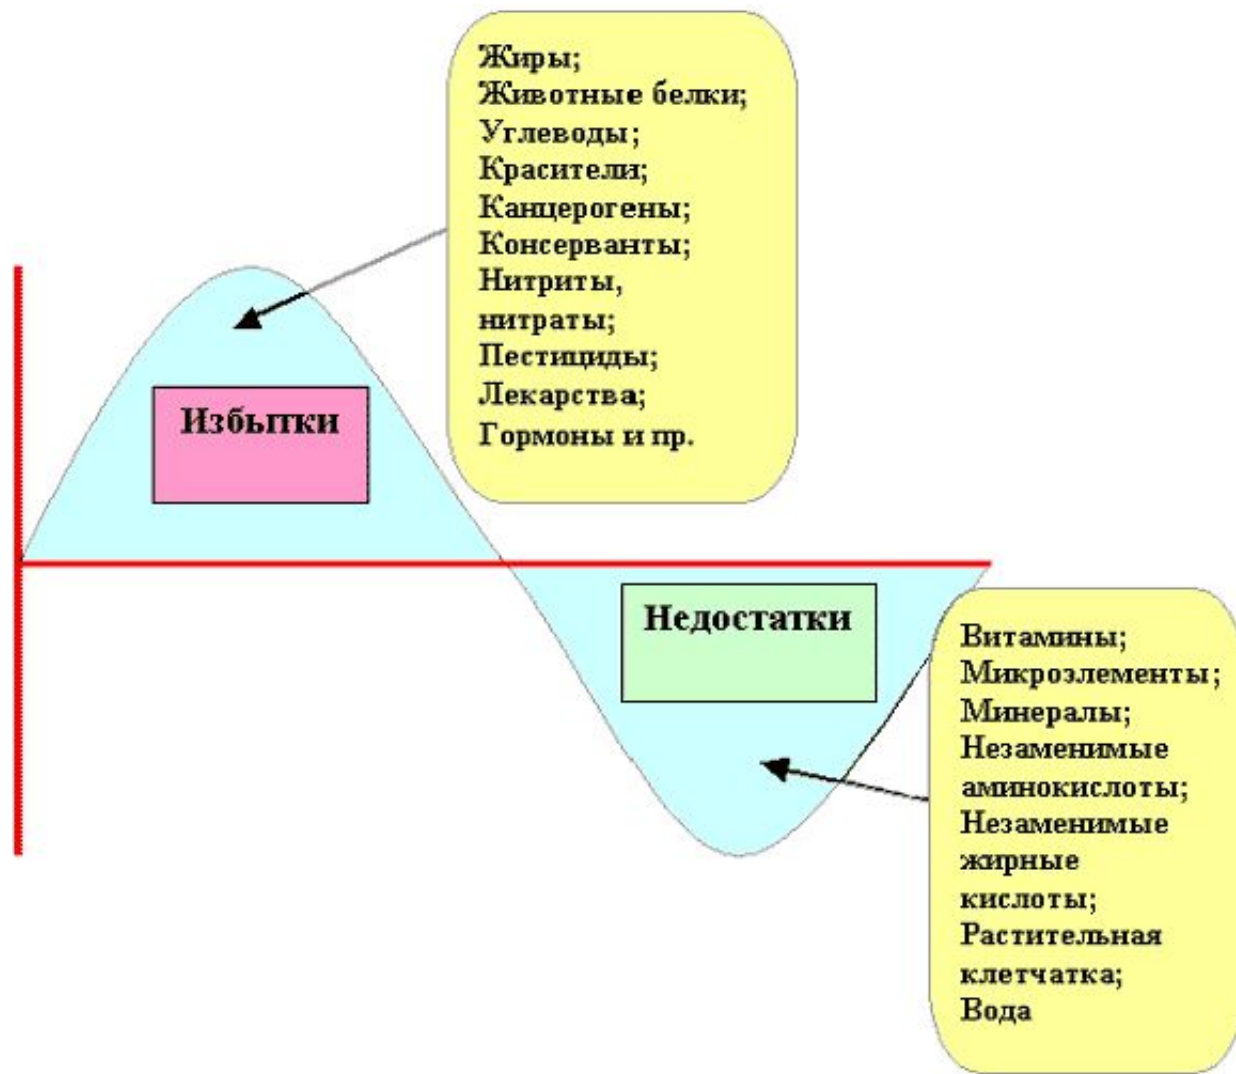 Жиры;
Животные белки;
Углеводы;
Красители;
Канцерогены;
Консерванты;
Нитриты,
нитраты;
Пестициды;
Лекарства;
Гормоны и пр.
Избытки
Недостатки
Витамины;
Микроэлементы;
Минералы;
Незаменимые
аминокислоты;
Незаменимые
жирные
кислоты;
Растительная
клетчатка;
Вода